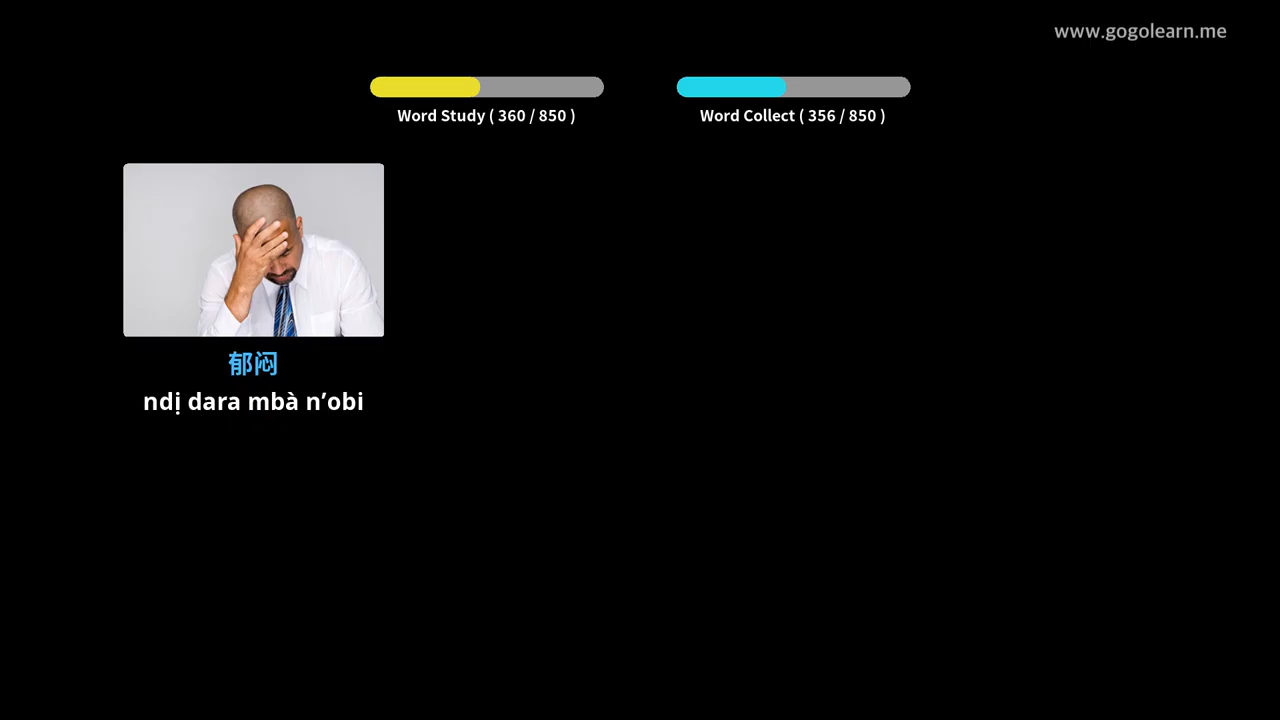 www.gogolearn.me
Word Study ( 360 / 850 )
Word Collect ( 356 / 850 )
郁闷
ndị dara mbà n’obi